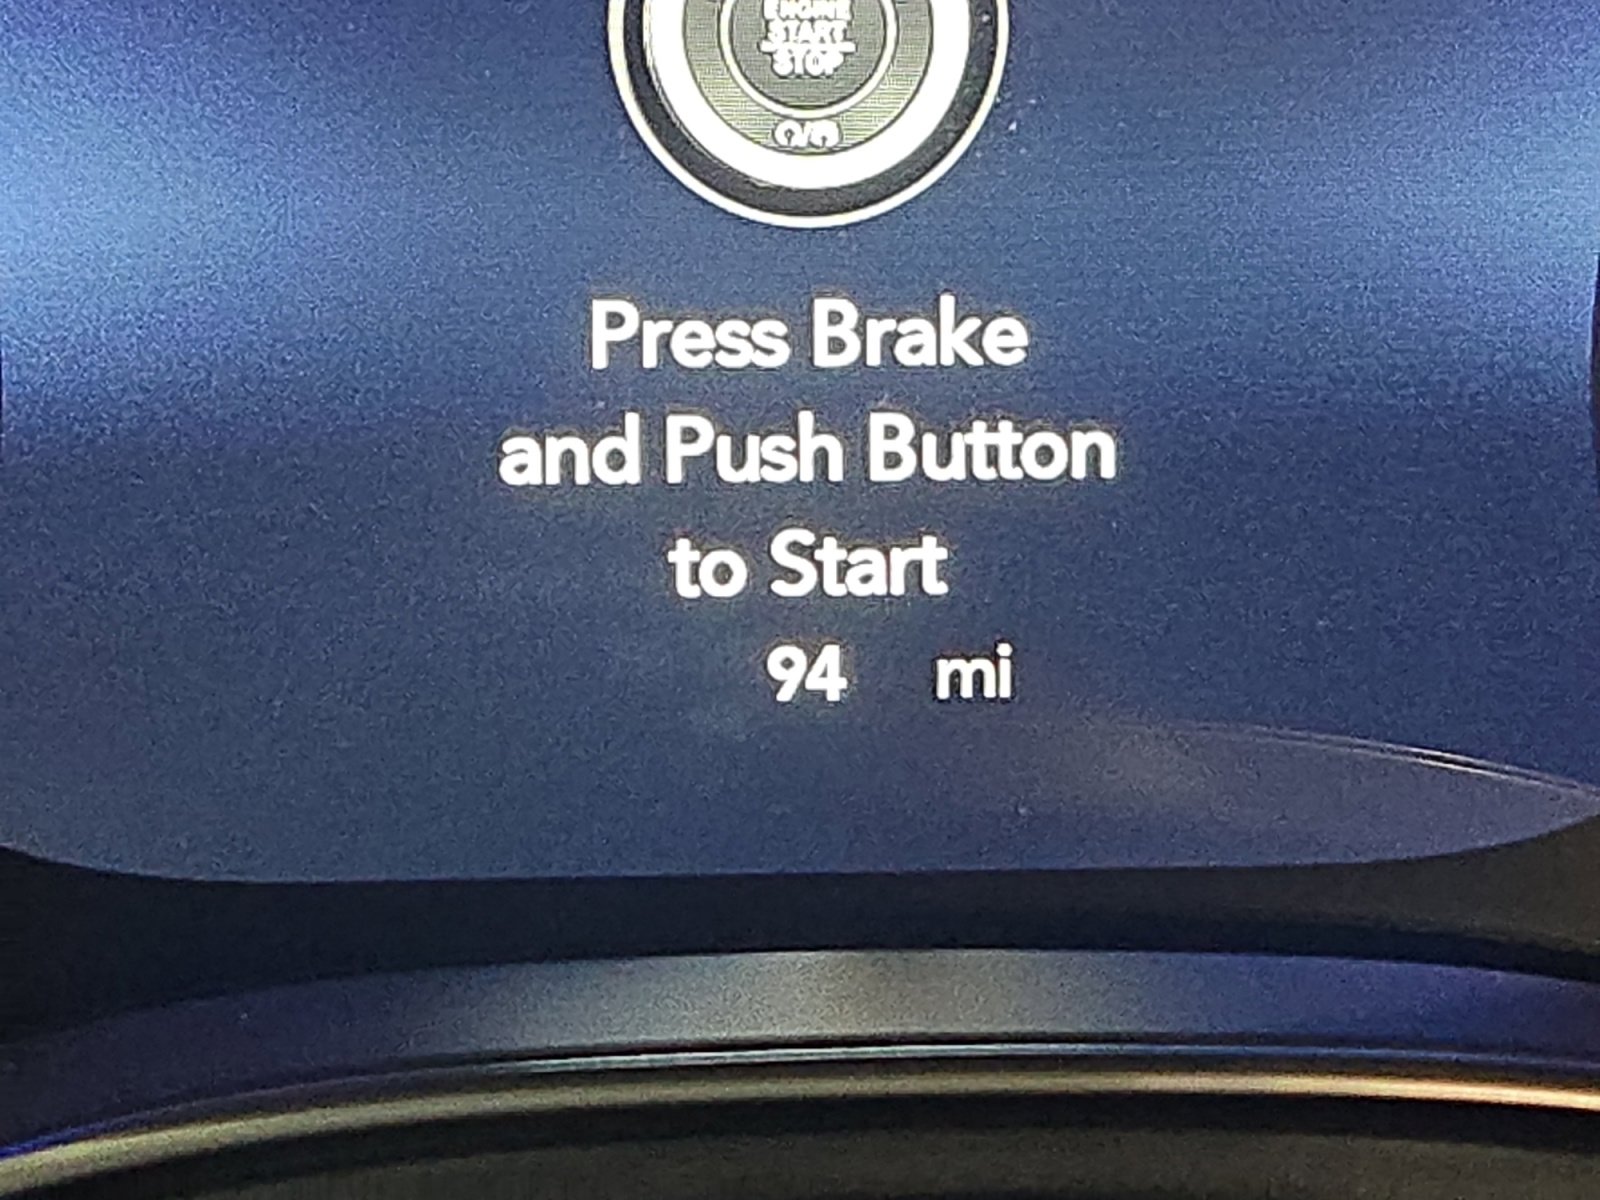 ENGINE
START
STOP
Press Brake
and Push Button
to Start
94 mi